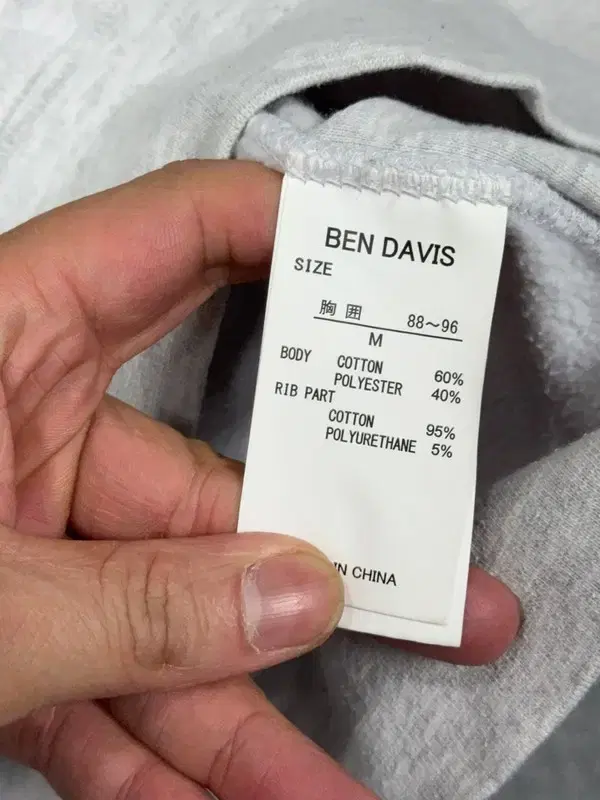 BEN DAVIS
SIZE
胸囲 88～96
M
BODY COTTON 60%
POLYESTER 40%
RIB PART
COTTON 95%
POLYURETHANE 5%
IN CHINA